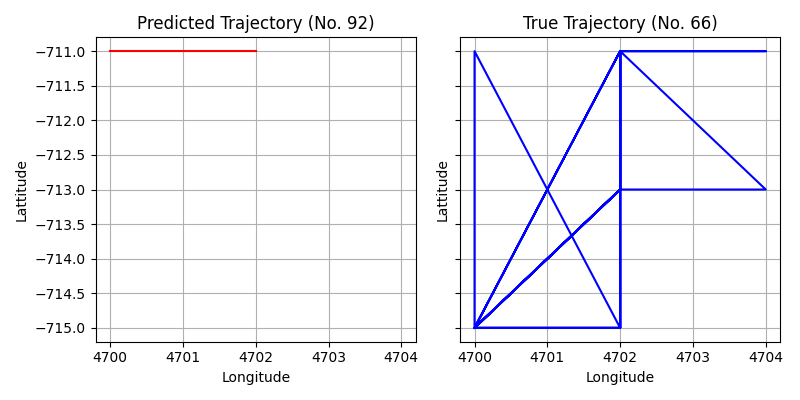 Predicted Trajectory (No. 92)
True Trajectory (No. 66)
−711.0
−711.5
−712.0
−712.5
−713.0
−713.5
−714.0
−714.5
−715.0
Lattitude
Lattitude
4700 4701 4702 4703 4704
4700 4701 4702 4703 4704
Longitude
Longitude